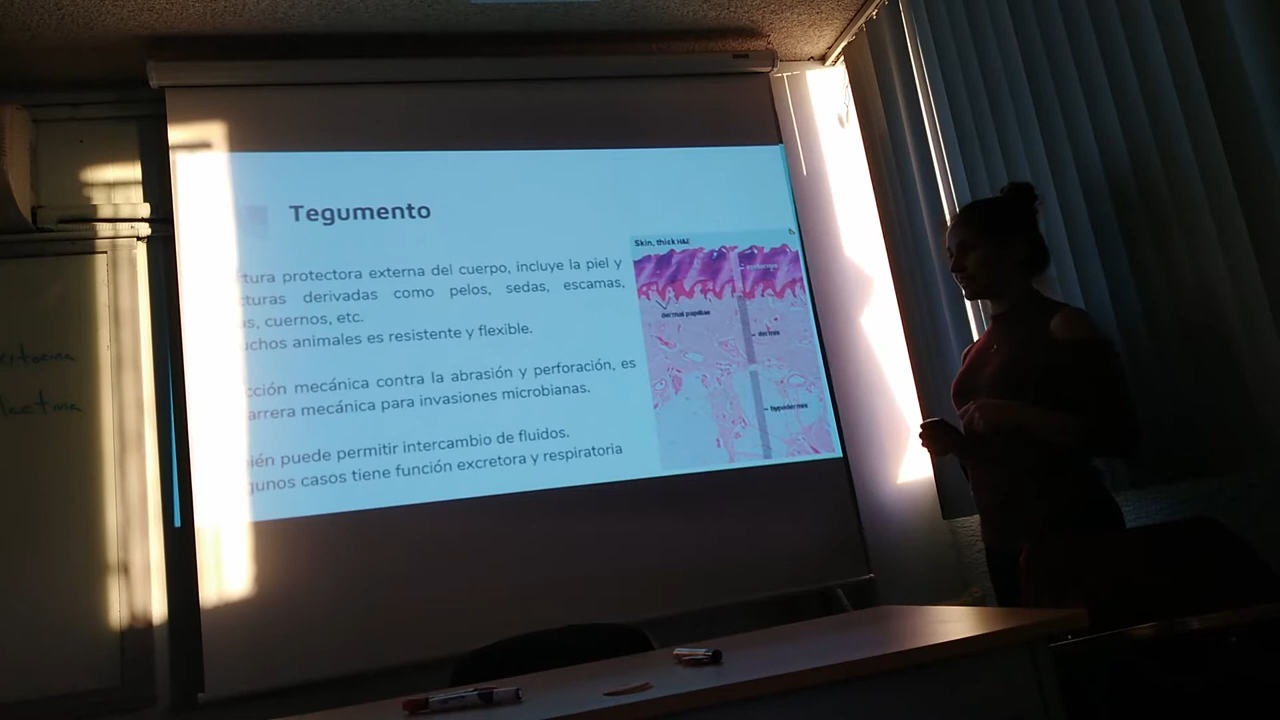 Tegumento
tura protectora externa del cuerpo, incluye la piel y
cturas derivadas como pelos, sedas, escamas,
s, cuernos, etc.
uchos animales es resistente y flexible.
cción mecánica contra la abrasión y perforación, es
arrera mecánica para invasiones microbianas.
ién puede permitir intercambio de fluidos.
gunos casos tiene función excretora y respiratoria
Skin, thick H&E
epidermis
dermal papillae
dermis
hypodermis